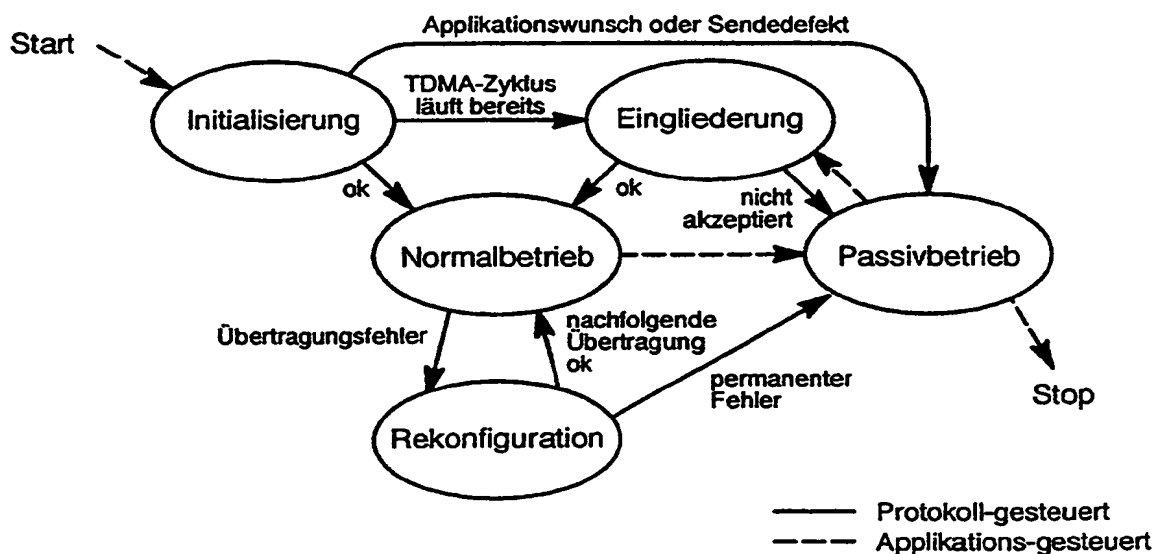 Applikationswunsch oder Sendedefekt
Start
TDMA-Zyklus
läuft bereits
Initialisierung
Eingliederung
ok
ok
nicht
akzeptiert
Normalbetrieb
Passivbetrieb
Übertragungsfehler
nachfolgende
Übertragung
ok
permanenter
Fehler
Stop
Rekonfiguration
Protokoll-gesteuert
Applikations-gesteuert